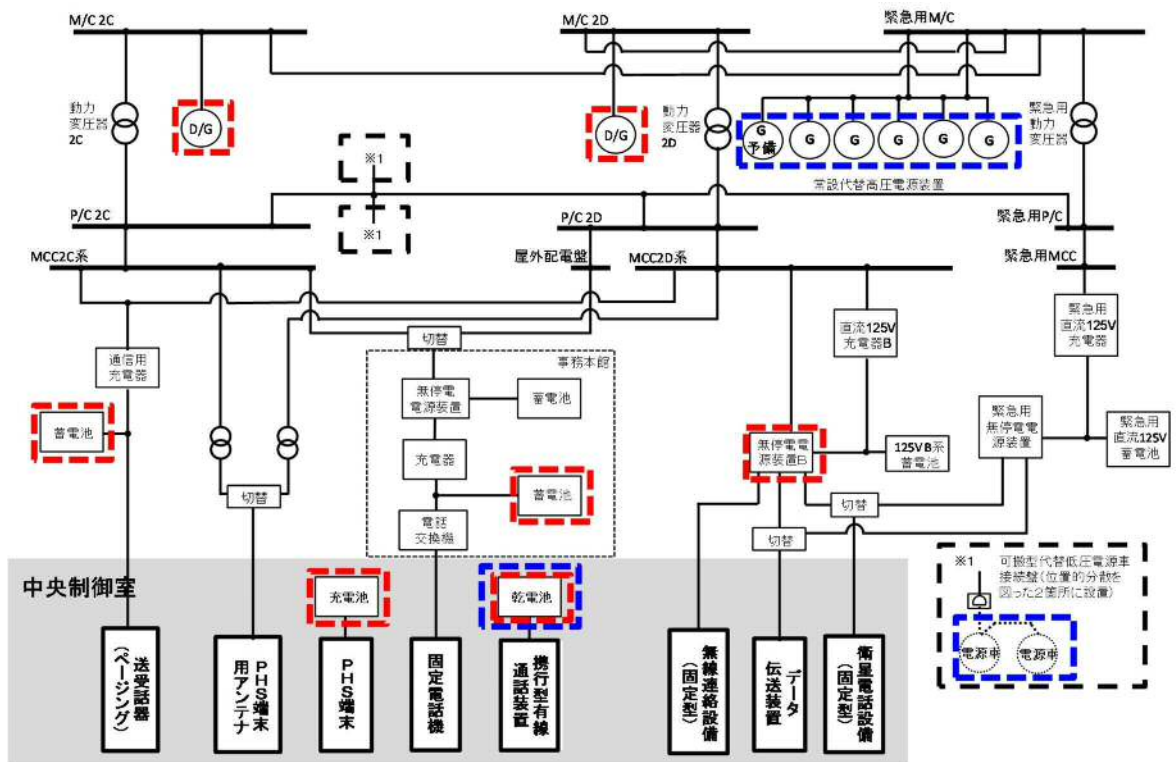 M/C 2C
M/C 2D
緊急用M/C
動力
変圧器
2C
D/G
D/G
動力
変圧器
2D
G
予備
G
G
G
G
G
緊急用
動力
変圧器
常設代替高圧電源装置
※1
※1
P/C 2C
P/C 2D
緊急用P/C
MCC2C系
屋外配電盤
MCC2D系
緊急用MCC
通信用
充電器
蓄電池
切替
切替
事務本館
無停電
電源装置
蓄電池
充電器
蓄電池
電話
交換機
直流125V
充電器B
無停電電
源装置B
125V B系
蓄電池
緊急用
直流125V
充電器
緊急用
無停電電
源装置
緊急用
直流125V
蓄電池
切替
切替
中央制御室
充電池
乾電池
送受話器
(ページング)
PHS端末
用アンテナ
PHS端末
固定電話機
携行型有線
通話装置
無線連絡設備
(固定型)
データ
伝送装置
衛星電話設備
(固定型)
※1 可搬型代替低圧電源車
接続盤(位置的分散を
図った2箇所に設置)
電源車
電源車